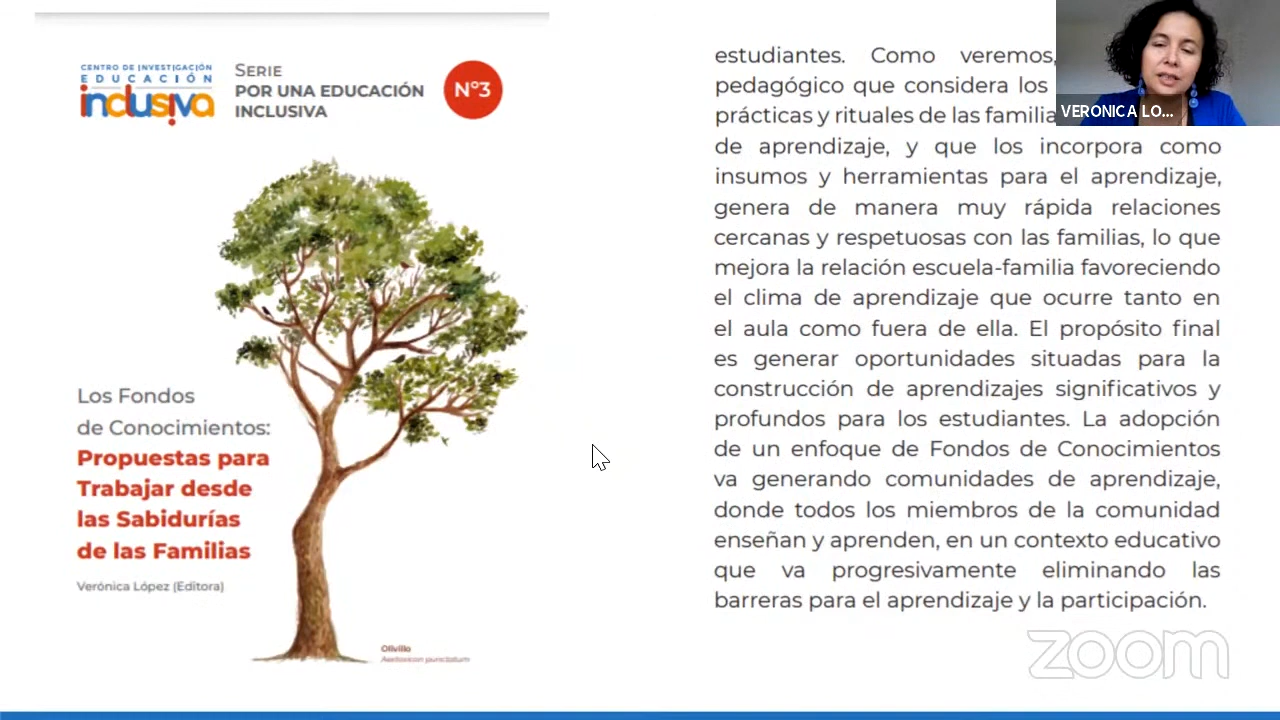 CENTRO DE INVESTIGACIÓN
EDUCACIÓN
inclusiva
SERIE
POR UNA EDUCACIÓN
INCLUSIVA
N°3
Los Fondos
de Conocimientos:
Propuestas para
Trabajar desde
las Sabidurías
de las Familias
Verónica López (Editora)
Olivillo
Aextoxicon punctatum
estudiantes. Como veremos,
pedagógico que considera los
prácticas y rituales de las familia
de aprendizaje, y que los incorpora como
insumos y herramientas para el aprendizaje,
genera de manera muy rápida relaciones
cercanas y respetuosas con las familias, lo que
mejora la relación escuela-familia favoreciendo
el clima de aprendizaje que ocurre tanto en
el aula como fuera de ella. El propósito final
es generar oportunidades situadas para la
construcción de aprendizajes significativos y
profundos para los estudiantes. La adopción
de un enfoque de Fondos de Conocimientos
va generando comunidades de aprendizaje,
donde todos los miembros de la comunidad
enseñan y aprenden, en un contexto educativo
que va progresivamente eliminando las
barreras para el aprendizaje y la participación.
VERONICA LO...
zoom